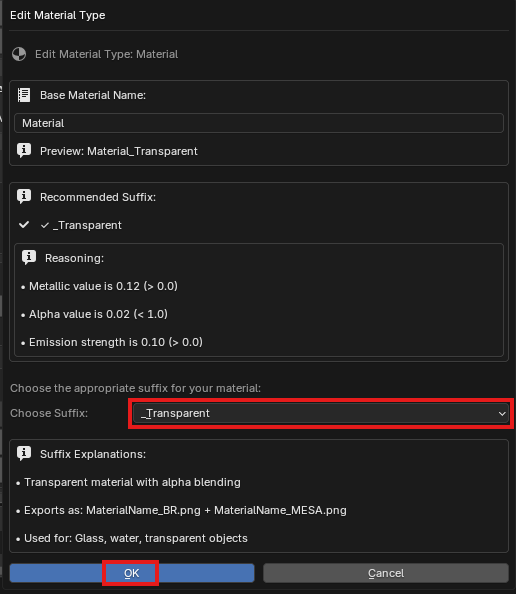 Edit Material Type
Edit Material Type: Material
Base Material Name:
Material
Preview: Material_Transparent
Recommended Suffix:
✓ _Transparent
Reasoning:
• Metallic value is 0.12 (> 0.0)
• Alpha value is 0.02 (< 1.0)
• Emission strength is 0.10 (> 0.0)
Choose the appropriate suffix for your material:
Choose Suffix: _Transparent
Suffix Explanations:
• Transparent material with alpha blending
• Exports as: MaterialName_BR.png + MaterialName_MESA.png
• Used for: Glass, water, transparent objects
OK Cancel